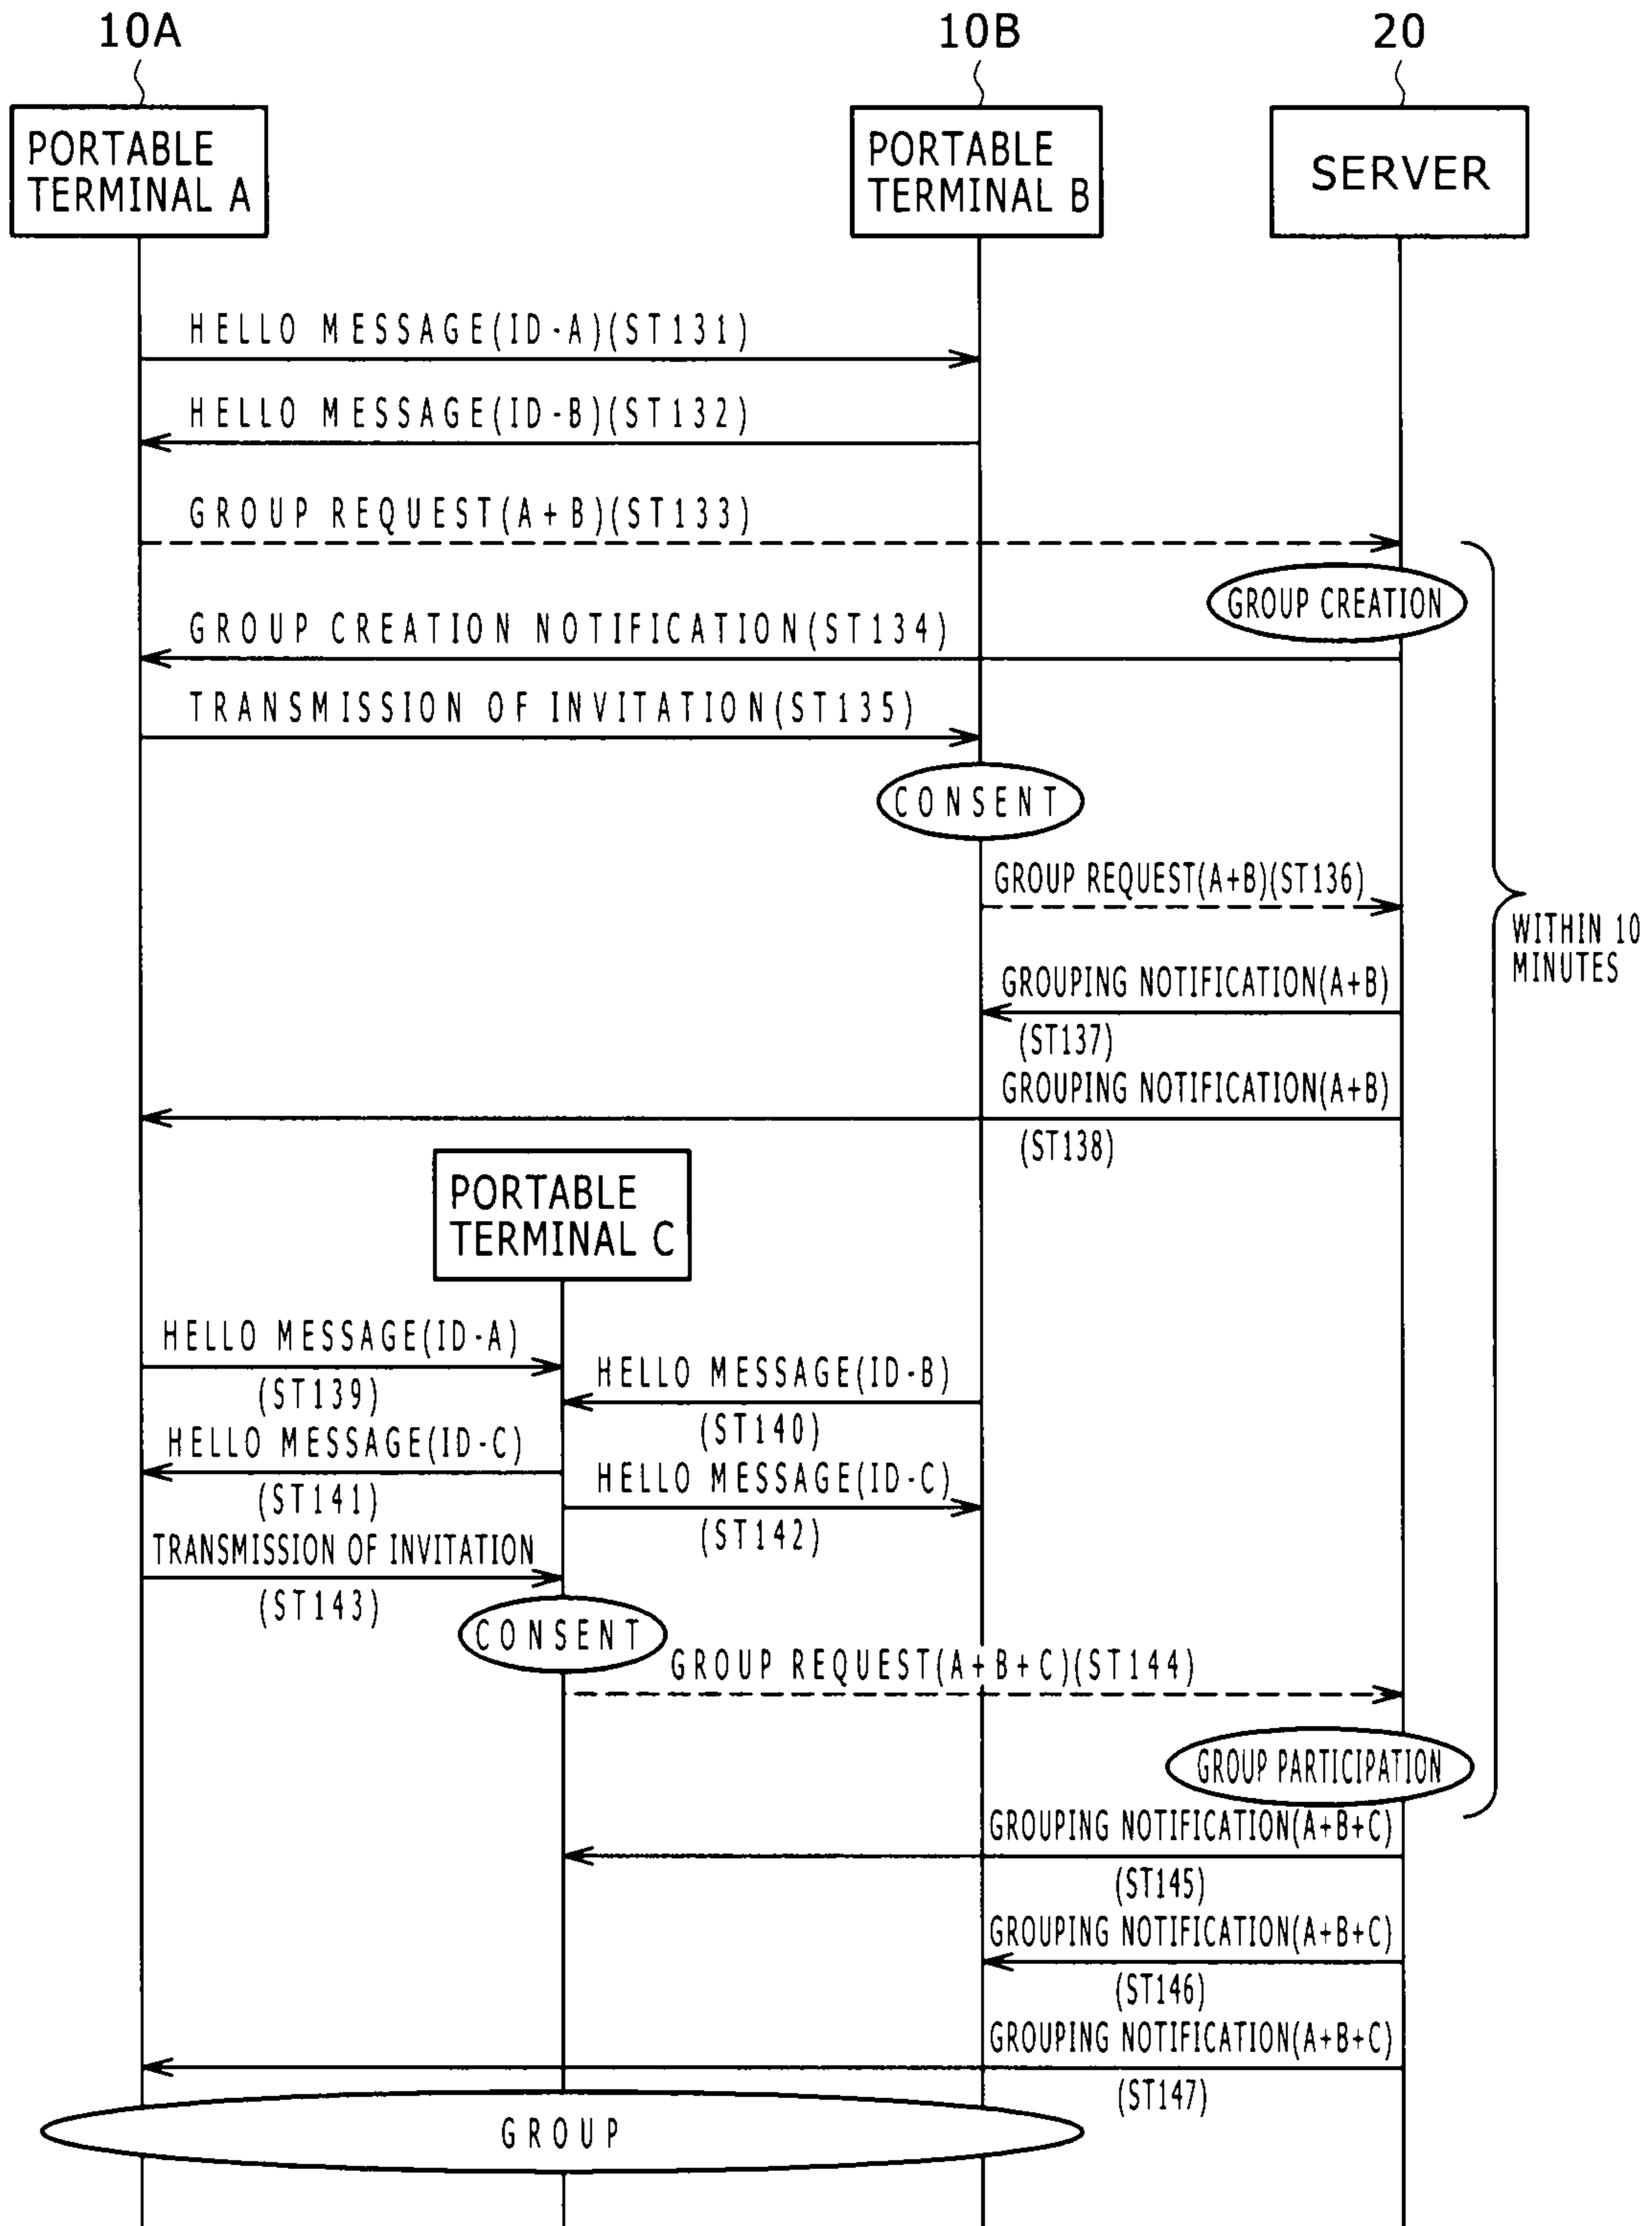 10A
10B
20
PORTABLE
TERMINAL A
PORTABLE
TERMINAL B
SERVER
HELLO MESSAGE(ID-A)(ST131)
HELLO MESSAGE(ID-B)(ST132)
GROUP REQUEST(A+B)(ST133)
GROUP CREATION
GROUP CREATION NOTIFICATION(ST134)
TRANSMISSION OF INVITATION(ST135)
CONSENT
GROUP REQUEST(A+B)(ST136)
WITHIN 10
MINUTES
GROUPING NOTIFICATION(A+B)
(ST137)
GROUPING NOTIFICATION(A+B)
(ST138)
PORTABLE
TERMINAL C
HELLO MESSAGE(ID-A)
(ST139)
HELLO MESSAGE(ID-B)
(ST140)
HELLO MESSAGE(ID-C)
(ST141)
HELLO MESSAGE(ID-C)
(ST142)
TRANSMISSION OF INVITATION
(ST143)
CONSENT
GROUP REQUEST(A+B+C)(ST144)
GROUP PARTICIPATION
GROUPING NOTIFICATION(A+B+C)
(ST145)
GROUPING NOTIFICATION(A+B+C)
(ST146)
GROUPING NOTIFICATION(A+B+C)
(ST147)
GROUP